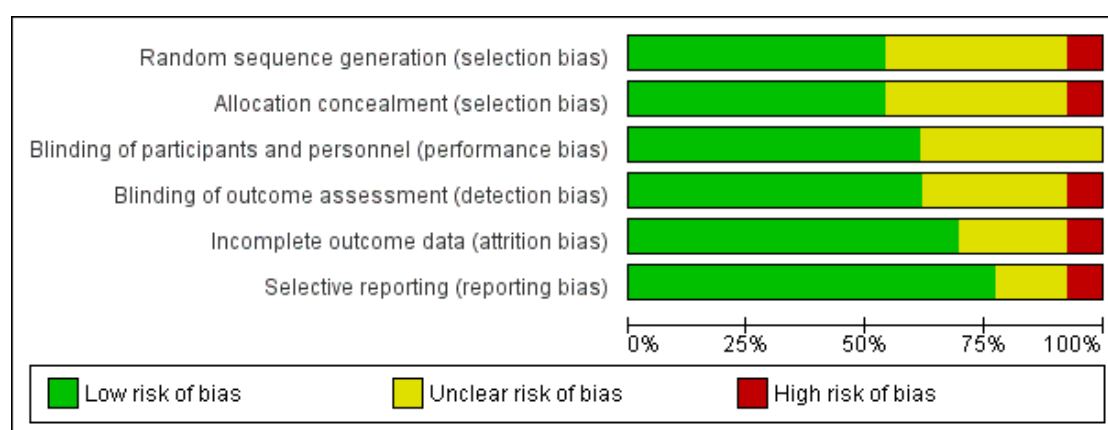 Random sequence generation (selection bias)
Allocation concealment (selection bias)
Blinding of participants and personnel (performance bias)
Blinding of outcome assessment (detection bias)
Incomplete outcome data (attrition bias)
Selective reporting (reporting bias)
0% 25% 50% 75% 100%
Low risk of bias Unclear risk of bias High risk of bias